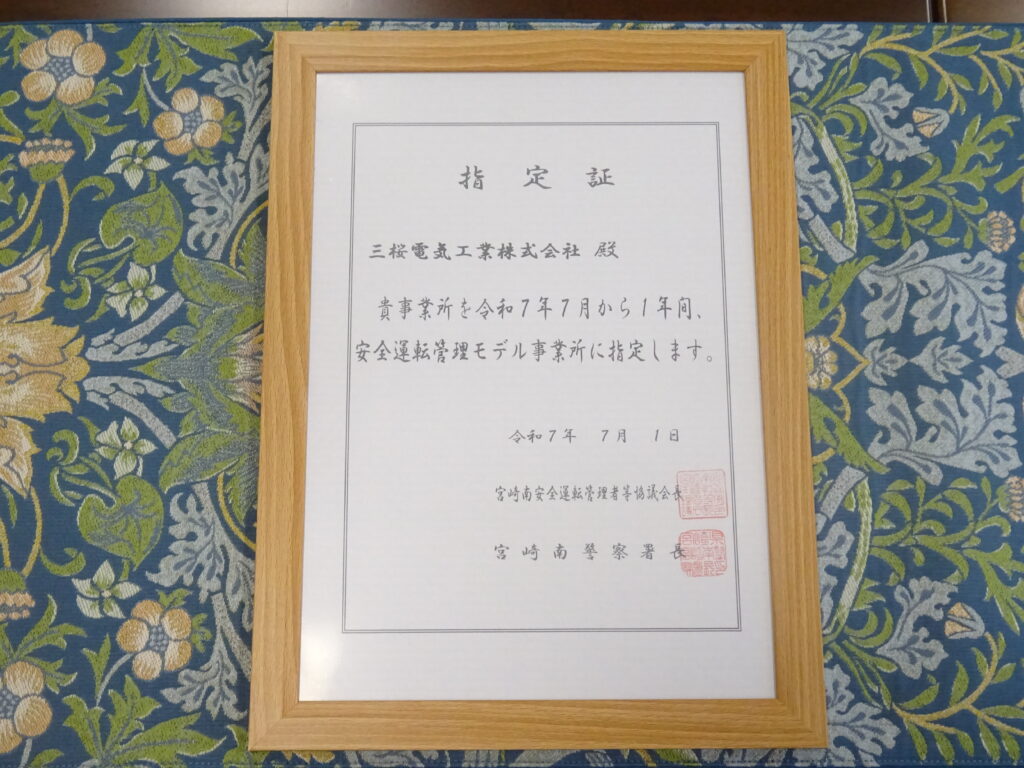 指定証
三桜電気工業株式会社 殿
貴事業所を令和7年7月から1年間、
安全運転管理モデル事業所に指定します。
令和7年 7月 1日
宮崎南安全運転管理者等協議会長
宮崎南警察署長